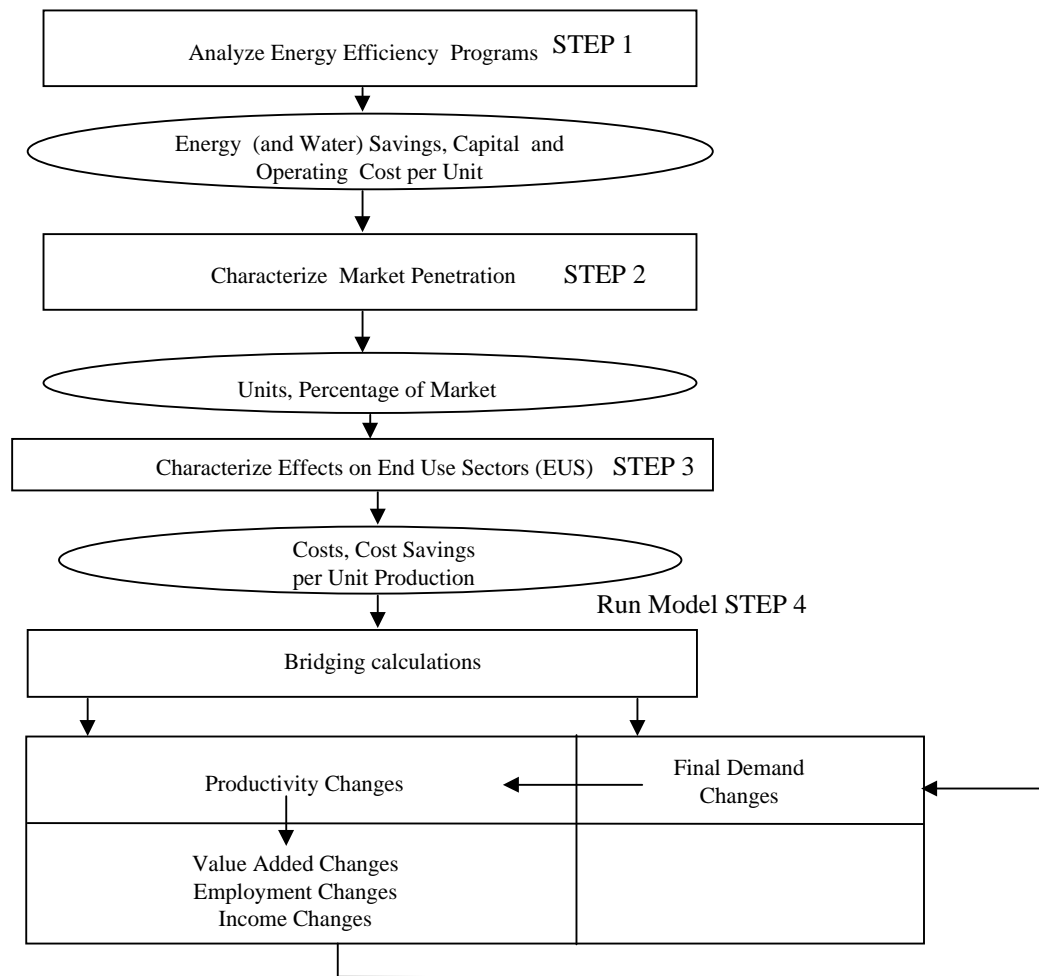 Analyze Energy Efficiency Programs STEP 1
Energy (and Water) Savings, Capital and
Operating Cost per Unit
Characterize Market Penetration STEP 2
Units, Percentage of Market
Characterize Effects on End Use Sectors (EUS) STEP 3
Costs, Cost Savings
per Unit Production
Run Model STEP 4
Bridging calculations
Productivity Changes
Final Demand
Changes
Value Added Changes
Employment Changes
Income Changes